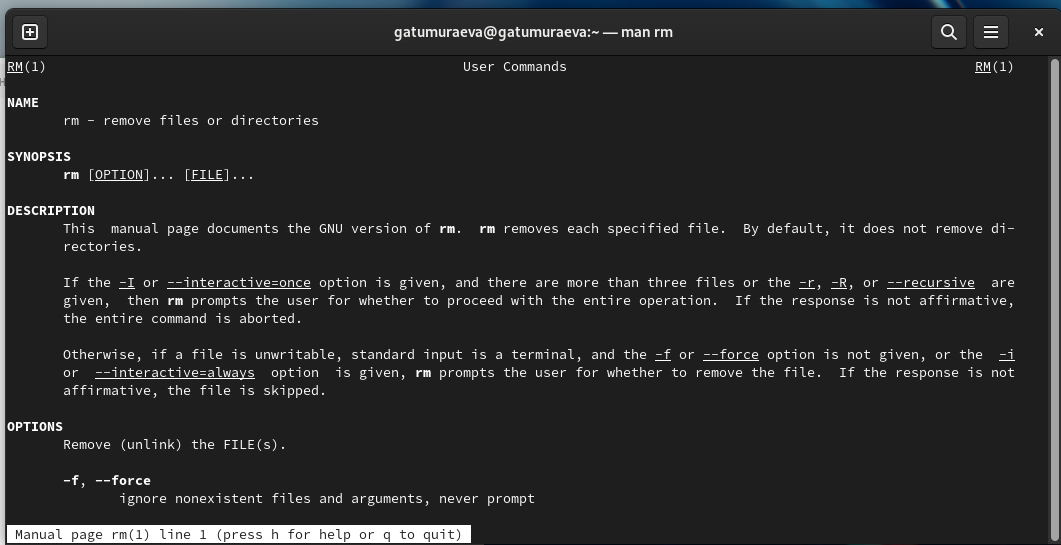 gatumuraeva@gatumuraeva:~ — man rm
RM(1) User Commands RM(1)
NAME
rm - remove files or directories
SYNOPSIS
rm [OPTION]... [FILE]...
DESCRIPTION
This  manual page documents the GNU version of rm.  rm removes each specified file.  By default, it does not remove di-
rectories.
If the -I or --interactive=once option is given, and there are more than three files or the -r, -R, or --recursive  are
given,  then rm prompts the user for whether to proceed with the entire operation.  If the response is not affirmative,
the entire command is aborted.
Otherwise, if a file is unwritable, standard input is a terminal, and the -f or --force option is not given, or the  -i
or  --interactive=always  option  is given, rm prompts the user for whether to remove the file.  If the response is not
affirmative, the file is skipped.
OPTIONS
Remove (unlink) the FILE(s).
-f, --force
ignore nonexistent files and arguments, never prompt
Manual page rm(1) line 1 (press h for help or q to quit)